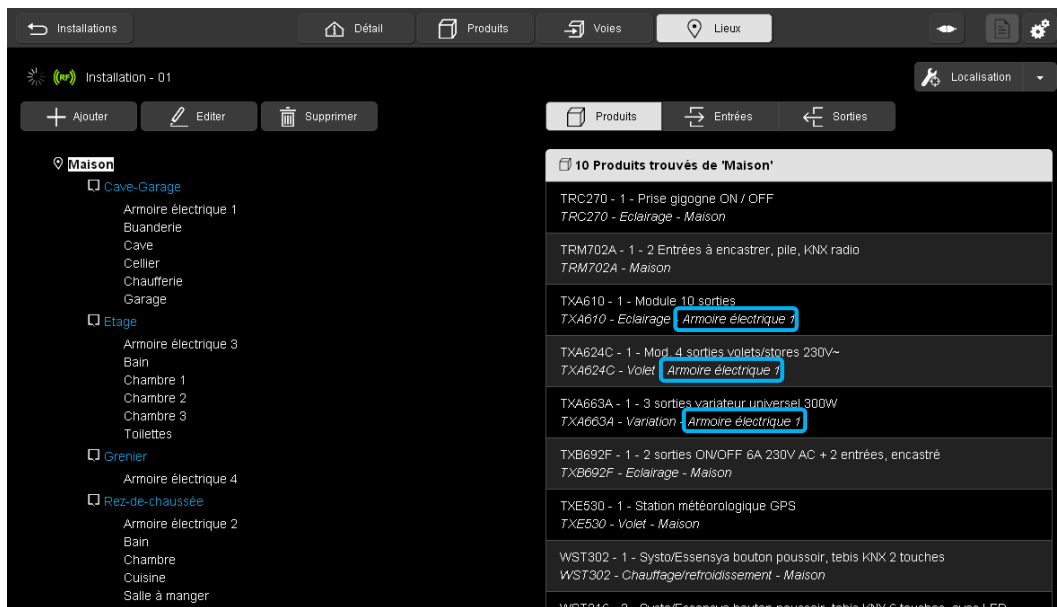 Installations
Détail
Produits
Voies
Lieux
RF
Installation - 01
Localisation
Ajouter
Editer
Supprimer
Produits
Entrées
Sorties
Maison
Cave-Garage
Armoire électrique 1
Buanderie
Cave
Cellier
Chaufferie
Garage
Etage
Armoire électrique 3
Bain
Chambre 1
Chambre 2
Chambre 3
Toilettes
Grenier
Armoire électrique 4
Rez-de-chaussée
Armoire électrique 2
Bain
Chambre
Cuisine
Salle à manger
10 Produits trouvés de 'Maison'
TRC270 - 1 - Prise gigogne ON / OFF
TRC270 - Eclairage - Maison
TRM702A - 1 - 2 Entrées à encastrer, pile, KNX radio
TRM702A - Maison
TXA610 - 1 - Module 10 sorties
TXA610 - Eclairage - Armoire électrique 1
TXA624C - 1 - Mod. 4 sorties volets/stores 230V~
TXA624C - Volet Armoire électrique 1
TXA663A - 1 - 3 sorties variateur universel 300W
TXA663A - Variation - Armoire électrique 1
TXB692F - 1 - 2 sorties ON/OFF 6A 230V AC + 2 entrées, encastré
TXB692F - Eclairage - Maison
TXE530 - 1 - Station météorologique GPS
TXE530 - Volet - Maison
WST302 - 1 - Systo/Essensya bouton poussoir, tebis KNX 2 touches
WST302 - Chauffage/refroidissement - Maison